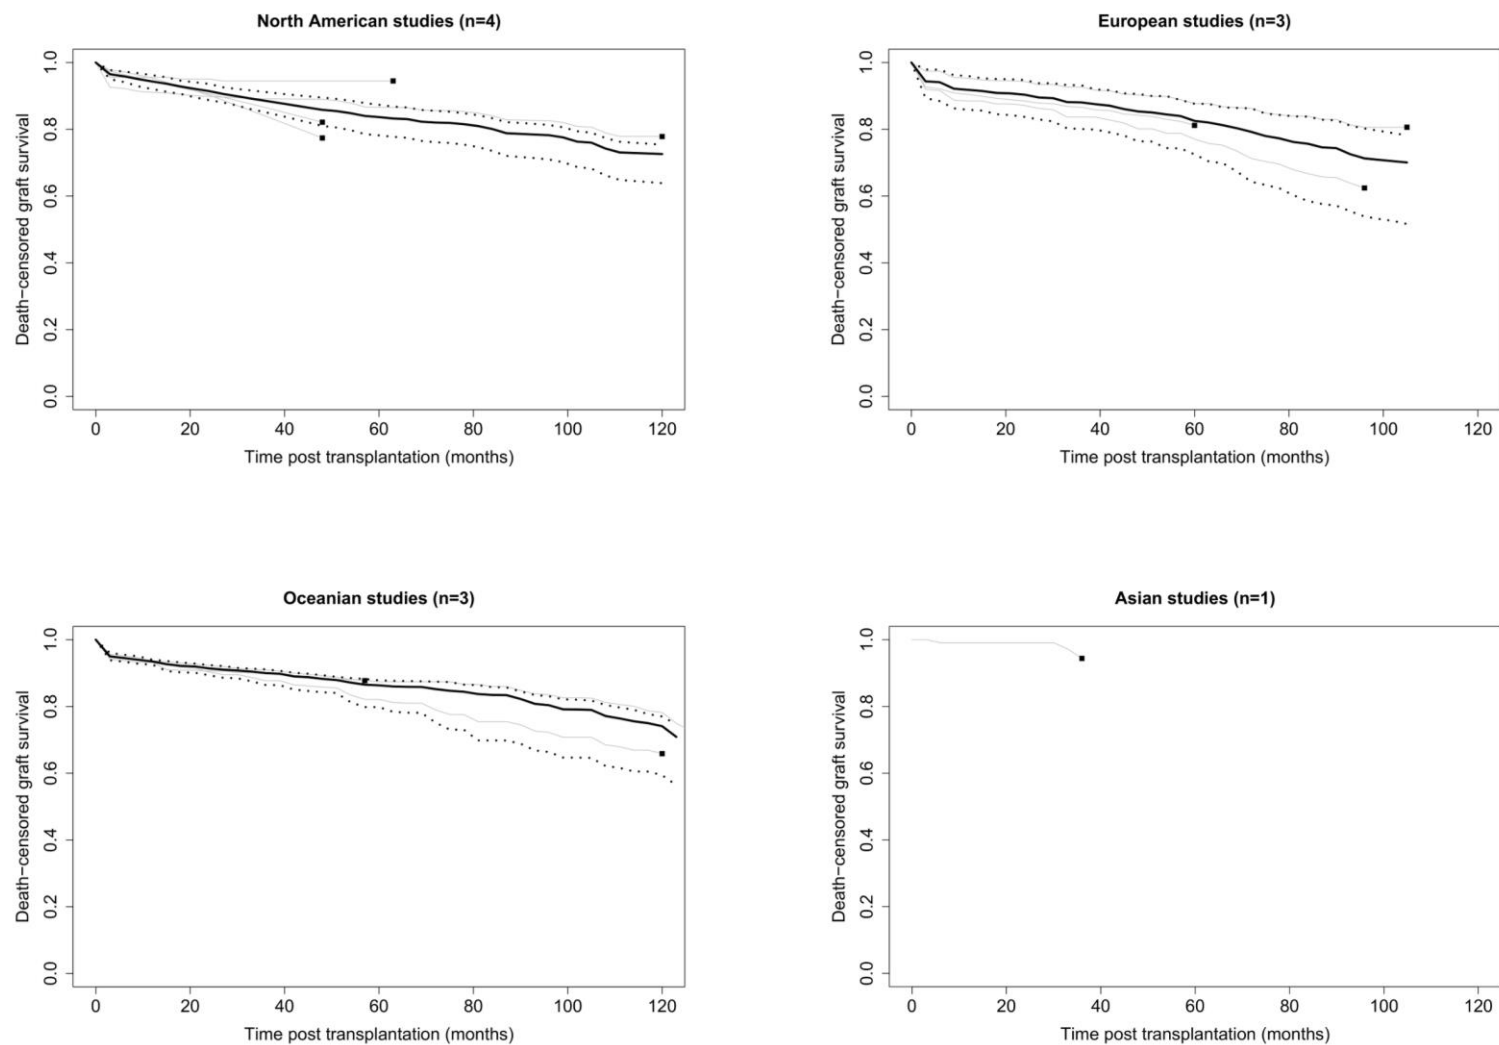 North American studies (n=4)
Death−censored graft survival
1.0
0.8
0.6
0.4
0.2
0.0
0 20 40 60 80 100 120
Time post transplantation (months)
European studies (n=3)
Death−censored graft survival
1.0
0.8
0.6
0.4
0.2
0.0
0 20 40 60 80 100 120
Time post transplantation (months)
Oceanian studies (n=3)
Death−censored graft survival
1.0
0.8
0.6
0.4
0.2
0.0
0 20 40 60 80 100 120
Time post transplantation (months)
Asian studies (n=1)
Death−censored graft survival
1.0
0.8
0.6
0.4
0.2
0.0
0 20 40 60 80 100 120
Time post transplantation (months)